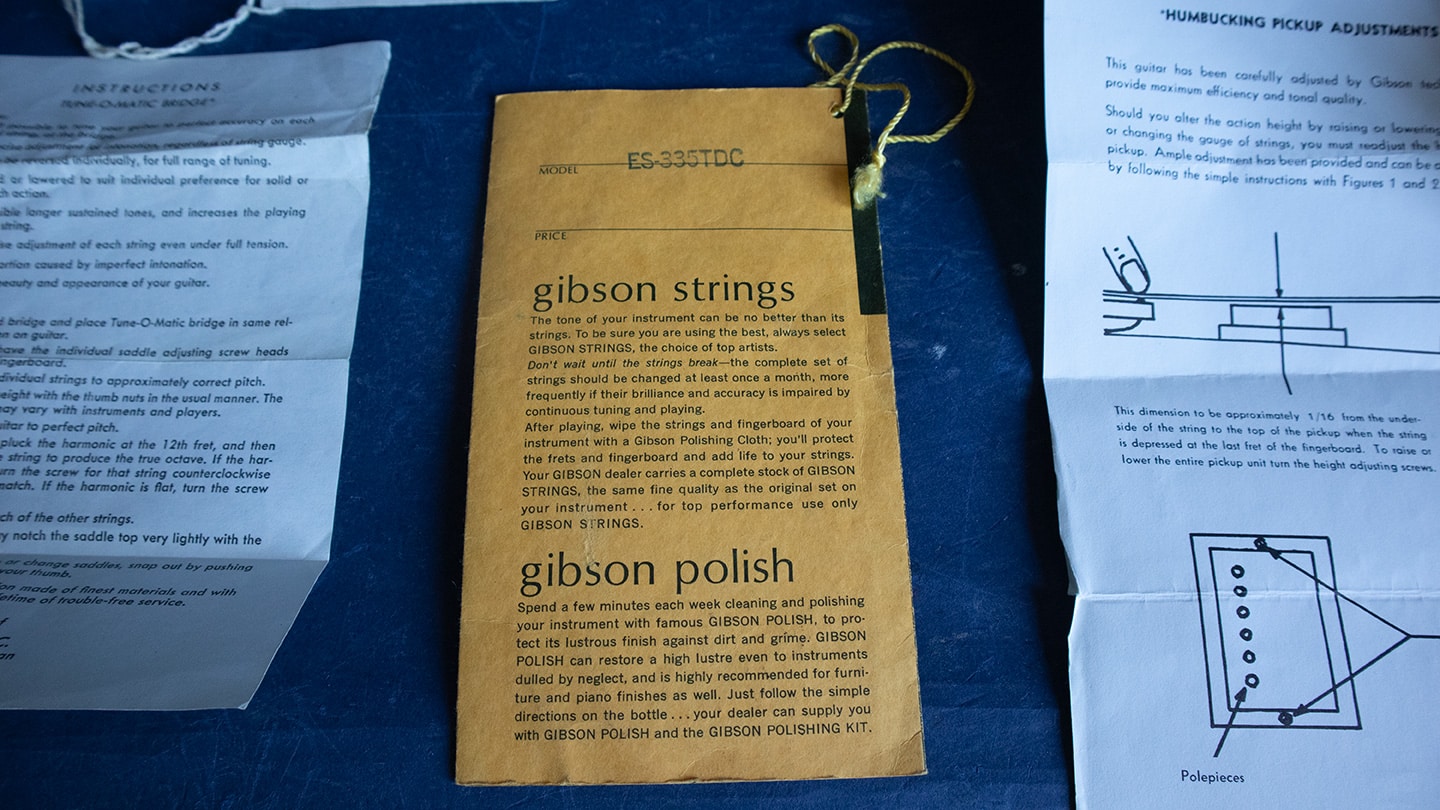 INSTRUCTIONS
TUNE-O-MATIC BRIDGE
on each
regardless of string gauge.
individually, for full range of tuning.
or lowered to suit individual preference for solid or
action.
longer sustained tones, and increases the playing
string.
adjustment of each string even under full tension.
caused by imperfect intonation.
and appearance of your guitar.
bridge and place Tune-O-Matic bridge in same rel-
on guitar.
have the individual saddle adjusting screw heads
fingerboard.
individual strings to approximately correct pitch.
height with the thumb nuts in the usual manner. The
may vary with instruments and players.
to perfect pitch.
pluck the harmonic at the 12th fret, and then
string to produce the true octave. If the har-
turn the screw for that string counterclockwise
match. If the harmonic is flat, turn the screw
of the other strings.
notch the saddle top very lightly with the
or change saddles, snap out by pushing
your thumb.
made of finest materials and with
of trouble-free service.
MODEL ES-335TDC
PRICE
gibson strings
The tone of your instrument can be no better than its
strings. To be sure you are using the best, always select
GIBSON STRINGS, the choice of top artists.
Don't wait until the strings break—the complete set of
strings should be changed at least once a month, more
frequently if their brilliance and accuracy is impaired by
continuous tuning and playing.
After playing, wipe the strings and fingerboard of your
instrument with a Gibson Polishing Cloth; you'll protect
the frets and fingerboard and add life to your strings.
Your GIBSON dealer carries a complete stock of GIBSON
STRINGS, the same fine quality as the original set on
your instrument . . . for top performance use only
GIBSON STRINGS.
gibson polish
Spend a few minutes each week cleaning and polishing
your instrument with famous GIBSON POLISH, to pro-
tect its lustrous finish against dirt and grime. GIBSON
POLISH can restore a high lustre even to instruments
dulled by neglect, and is highly recommended for furni-
ture and piano finishes as well. Just follow the simple
directions on the bottle . . . your dealer can supply you
with GIBSON POLISH and the GIBSON POLISHING KIT.
"HUMBUCKING PICKUP ADJUSTMENTS
This guitar has been carefully adjusted by Gibson
provide maximum efficiency and tonal quality.
Should you alter the action height by raising or lowering
or changing the gauge of strings, you must readjust the
pickup. Ample adjustment has been provided and can be
by following the simple instructions with Figures 1 and 2
This dimension to be approximately 1/16 from the under-
side of the string to the top of the pickup when the string
is depressed at the last fret of the fingerboard. To raise or
lower the entire pickup unit turn the height adjusting screws.
Polepieces